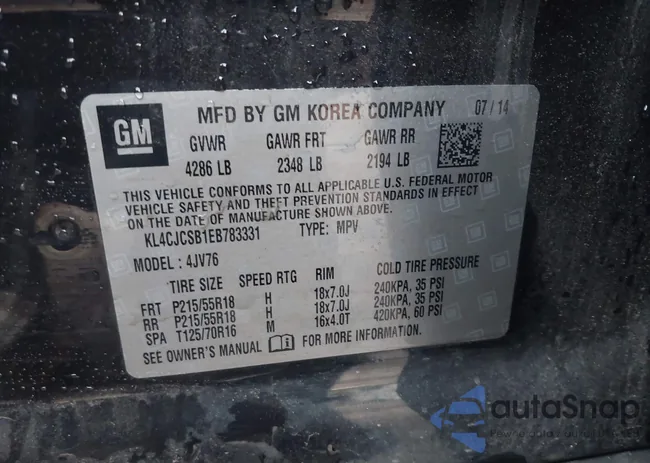 GM
MFD BY GM KOREA COMPANY 07/14
GVWR GAWR FRT GAWR RR
4286 LB 2348 LB 2194 LB
THIS VEHICLE CONFORMS TO ALL APPLICABLE U.S. FEDERAL MOTOR
VEHICLE SAFETY AND THEFT PREVENTION STANDARDS IN EFFECT
ON THE DATE OF MANUFACTURE SHOWN ABOVE.
KL4CJCSB1EB783331 TYPE: MPV
MODEL: 4JV76
TIRE SIZE SPEED RTG RIM COLD TIRE PRESSURE
FRT P215/55R18 H 18x7.0J 240KPA, 35 PSI
RR P215/55R18 H 18x7.0J 240KPA, 35 PSI
SPA T125/70R16 M 16x4.0T 420KPA, 60 PSI
SEE OWNER'S MANUAL FOR MORE INFORMATION.
autaSnap